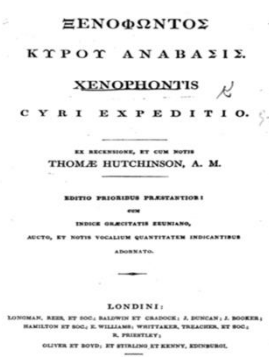 ΞΕΝΟΦΩΝΤΟΣ
ΚΥΡΟΥ ΑΝΑΒΑΣΙΣ.
XENOPHONTIS
CYRI EXPEDITIO.
EX RECENSIONE, ET CUM NOTIS
THOMÆ HUTCHINSON, A. M.
EDITIO PRIORIBUS PRÆSTANTIOR:
CUM
INDICE GRÆCITATIS ZEUNIANO,
AUCTO, ET NOTIS VOCALIUM QUANTITATEM INDICANTIBUS
ADORNATO.
LONDINI:
LONGMAN, REES, ET SOC.; BALDWIN ET CRADOCK; J. DUNCAN; J. BOOKER;
HAMILTON ET SOC.; E. WILLIAMS; WHITTAKER, TREACHER, ET SOC.;
R. PRIESTLEY;
OLIVER ET BOYD; ET STIRLING ET KENNY, EDINBURGI.